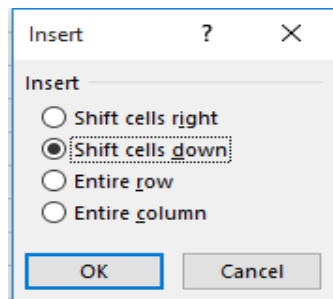 Insert ? ×
Insert
Shift cells right
Shift cells down
Entire row
Entire column
OK Cancel